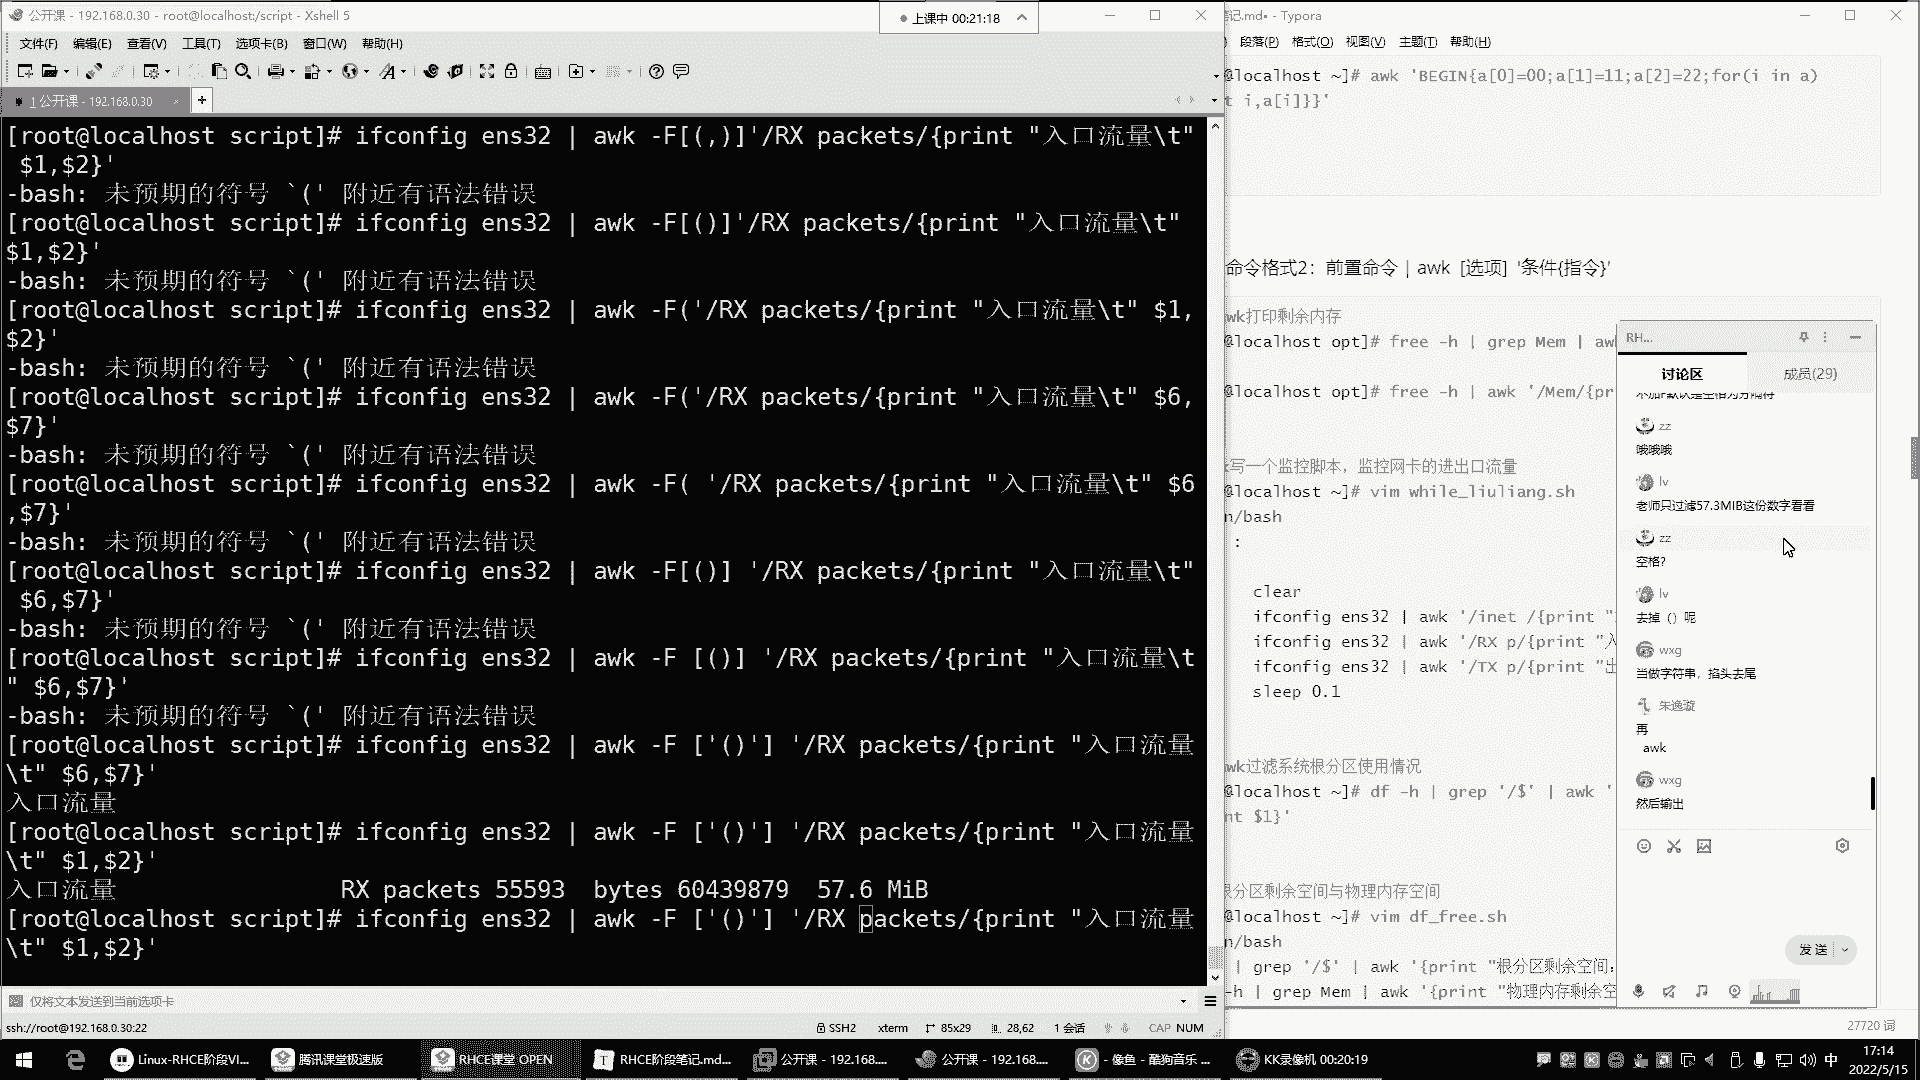 公开课 - 192.168.0.30 - root@localhost:/script - Xshell 5
上课中 00:21:18
文件(F) 编辑(E) 查看(V) 工具(T) 选项卡(B) 窗口(W) 帮助(H)
1 公开课 - 192.168.0.30
[root@localhost script]# ifconfig ens32 | awk -F[(,)]'/RX packets/{print "入口流量\t"
 $1,$2}'
-bash: 未预期的符号 `(' 附近有语法错误
[root@localhost script]# ifconfig ens32 | awk -F[()]'/RX packets/{print "入口流量\t"
$1,$2}'
-bash: 未预期的符号 `(' 附近有语法错误
[root@localhost script]# ifconfig ens32 | awk -F('/RX packets/{print "入口流量\t" $1,
$2}'
-bash: 未预期的符号 `(' 附近有语法错误
[root@localhost script]# ifconfig ens32 | awk -F('/RX packets/{print "入口流量\t" $6,
$7}'
-bash: 未预期的符号 `(' 附近有语法错误
[root@localhost script]# ifconfig ens32 | awk -F( '/RX packets/{print "入口流量\t" $6
,$7}'
-bash: 未预期的符号 `(' 附近有语法错误
[root@localhost script]# ifconfig ens32 | awk -F[()] '/RX packets/{print "入口流量\t"
 $6,$7}'
-bash: 未预期的符号 `(' 附近有语法错误
[root@localhost script]# ifconfig ens32 | awk -F [()] '/RX packets/{print "入口流量\t
" $6,$7}'
-bash: 未预期的符号 `(' 附近有语法错误
[root@localhost script]# ifconfig ens32 | awk -F ['()'] '/RX packets/{print "入口流量
\t" $6,$7}'
入口流量
[root@localhost script]# ifconfig ens32 | awk -F ['()'] '/RX packets/{print "入口流量
\t" $1,$2}'
入口流量 RX packets 55593  bytes 60439879  57.6 MiB
[root@localhost script]# ifconfig ens32 | awk -F ['()'] '/RX packets/{print "入口流量
\t" $1,$2}'
仅将文本发送到当前选项卡
ssh://root@192.168.0.30:22 SSH2 xterm 85x29 28,62 1 会话 CAP NUM
笔记.md• - Typora
段落(P) 格式(O) 视图(V) 主题(T) 帮助(H)
@localhost ~]# awk 'BEGIN{a[0]=00;a[1]=11;a[2]=22;for(i in a)
t i,a[i]}}'
命令格式2：前置命令 | awk [选项] '条件{指令}'
wk打印剩余内存
@localhost opt]# free -h | grep Mem | aw
@localhost opt]# free -h | awk '/Mem/{pr
写一个监控脚本，监控网卡的进出口流量
@localhost ~]# vim while_liuliang.sh
n/bash
:
clear
ifconfig ens32 | awk '/inet /{print "
ifconfig ens32 | awk '/RX p/{print "入
ifconfig ens32 | awk '/TX p/{print "出
sleep 0.1
wk过滤系统根分区使用情况
@localhost ~]# df -h | grep '/$' | awk '
nt $1}'
根分区剩余空间与物理内存空间
@localhost ~]# vim df_free.sh
n/bash
| grep '/$' | awk '{print "根分区剩余空间：
-h | grep Mem | awk '{print "物理内存剩余空
27720 词
RH...
讨论区 成员(29)
不加F默认是空格为分隔符
zz
哦哦哦
lv
老师只过滤57.3MIB这份数字看看
zz
空格?
lv
去掉（）呢
wxg
当做字符串，掐头去尾
朱逸璇
再
awk
wxg
然后输出
发送
Linux-RHCE阶段VI... 腾讯课堂极速版 RHCE课堂 OPEN RHCE阶段笔记.md... 公开课 - 192.168.... 公开课 - 192.168.... - 像鱼 - 酷狗音乐 ... KK录像机 00:20:19 中
17:14
2022/5/15